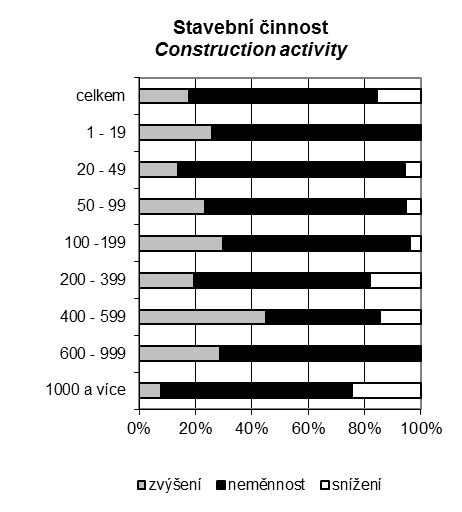 Stavební činnost
Construction activity
celkem
1 - 19
20 - 49
50 - 99
100 -199
200 - 399
400 - 599
600 - 999
1000 a více
0% 20% 40% 60% 80% 100%
zvýšení neměnnost snížení